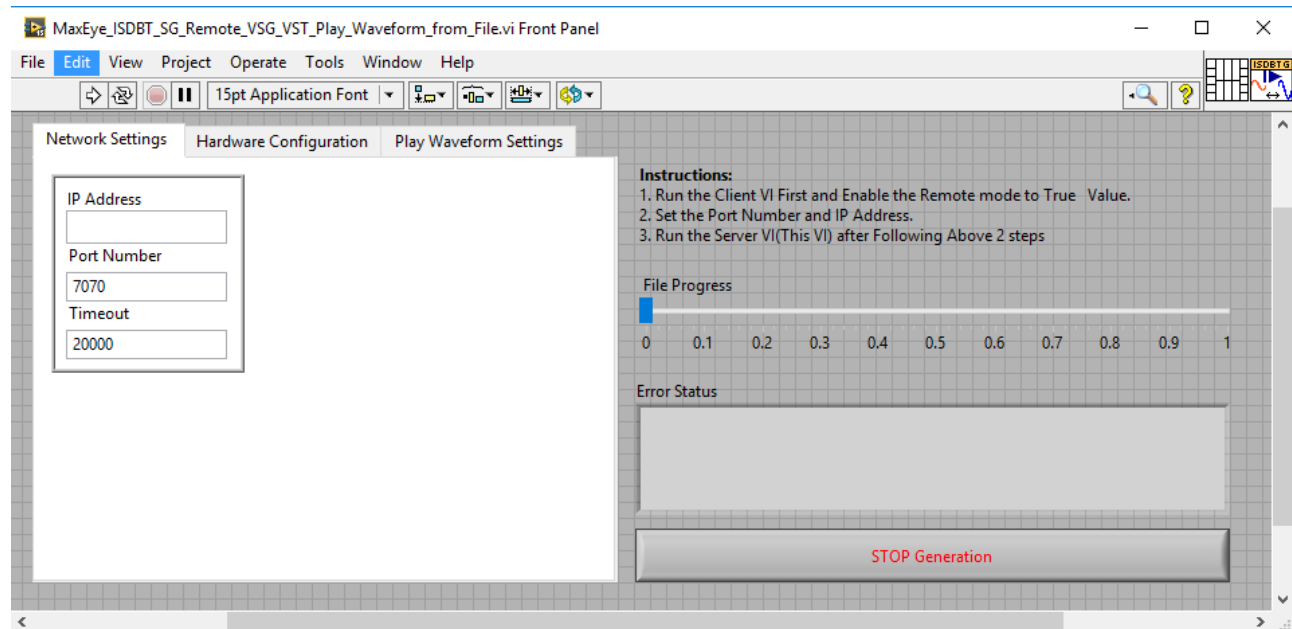 MaxEye_ISDBT_SG_Remote_VSG_VST_Play_Waveform_from_File.vi Front Panel
File Edit View Project Operate Tools Window Help
15pt Application Font
ISDBT G
Network Settings Hardware Configuration Play Waveform Settings
IP Address
Port Number
7070
Timeout
20000
Instructions:
1. Run the Client VI First and Enable the Remote mode to True Value.
2. Set the Port Number and IP Address.
3. Run the Server VI(This VI) after Following Above 2 steps
File Progress
0 0.1 0.2 0.3 0.4 0.5 0.6 0.7 0.8 0.9 1
Error Status
STOP Generation